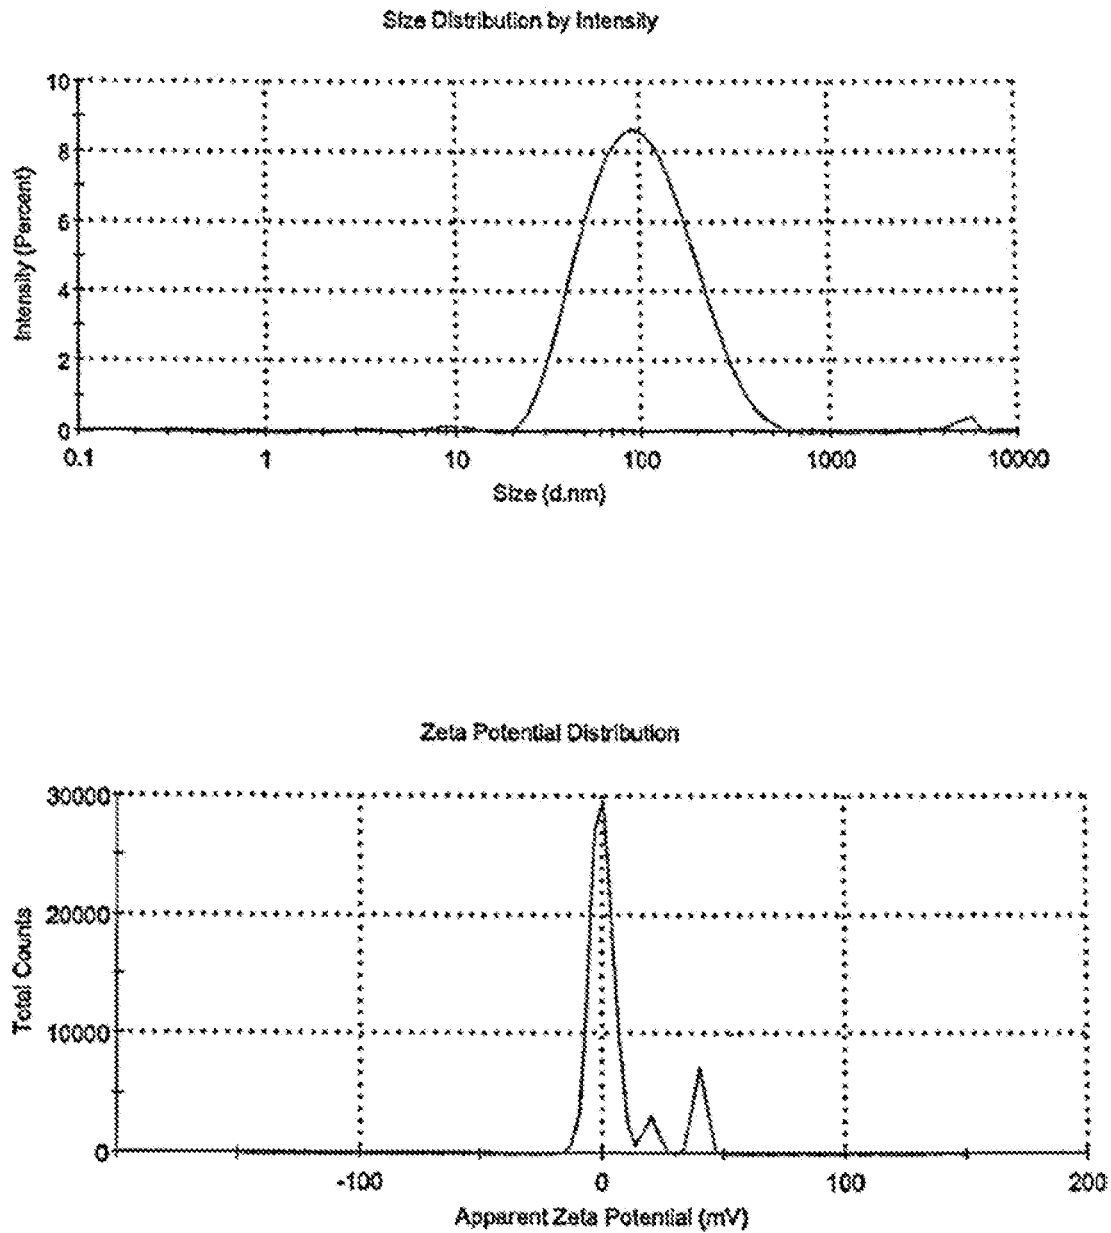 Size Distribution by Intensity
10
8
6
4
2
0
Intensity (Percent)
0.1 1 10 100 1000 10000
Size (d.nm)
Zeta Potential Distribution
30000
20000
10000
0
Total Counts
-100 0 100 200
Apparent Zeta Potential (mV)